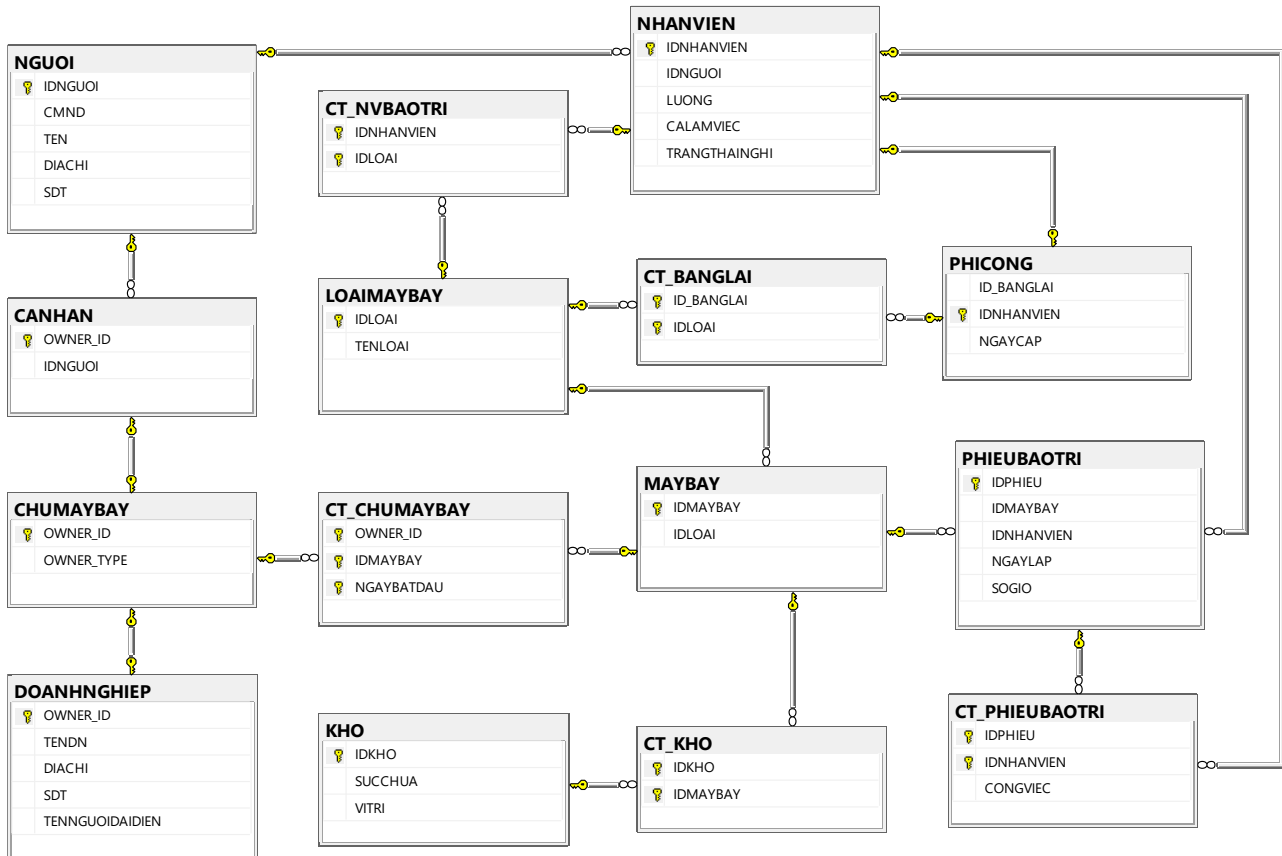 NGUOI
IDNGUOI
CMND
TEN
DIACHI
SDT
CT_NVBAOTRI
IDNHANVIEN
IDLOAI
NHANVIEN
IDNHANVIEN
IDNGUOI
LUONG
CALAMVIEC
TRANGTHAINGHI
CANHAN
OWNER_ID
IDNGUOI
LOAIMAYBAY
IDLOAI
TENLOAI
CT_BANGLAI
ID_BANGLAI
IDLOAI
PHICONG
ID_BANGLAI
IDNHANVIEN
NGAYCAP
CHUMAYBAY
OWNER_ID
OWNER_TYPE
CT_CHUMAYBAY
OWNER_ID
IDMAYBAY
NGAYBATDAU
MAYBAY
IDMAYBAY
IDLOAI
PHIEUBAOTRI
IDPHIEU
IDMAYBAY
IDNHANVIEN
NGAYLAP
SOGIO
DOANHNGHIEP
OWNER_ID
TENDN
DIACHI
SDT
TENNGUOIDAIDIEN
KHO
IDKHO
SUCCHUA
VITRI
CT_KHO
IDKHO
IDMAYBAY
CT_PHIEUBAOTRI
IDPHIEU
IDNHANVIEN
CONGVIEC